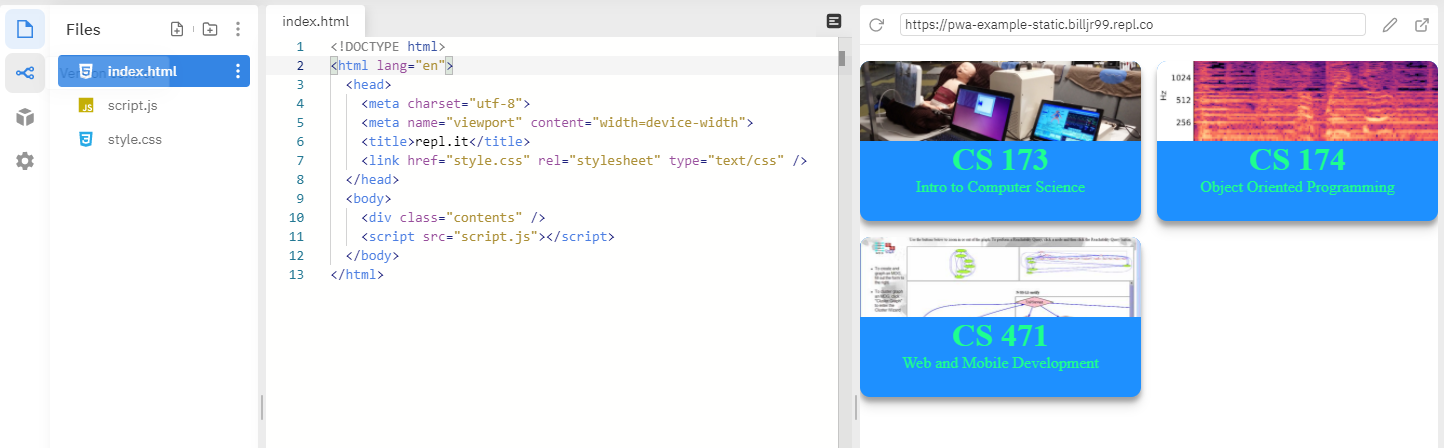 Files
index.html
script.js
style.css
index.html
1 <!DOCTYPE html>
2 <html lang="en">
3 <head>
4 <meta charset="utf-8">
5 <meta name="viewport" content="width=device-width">
6 <title>repl.it</title>
7 <link href="style.css" rel="stylesheet" type="text/css" />
8 </head>
9 <body>
10 <div class="contents" />
11 <script src="script.js"></script>
12 </body>
13 </html>
https://pwa-example-static.billjr99.repl.co
CS 173
Intro to Computer Science
Hz
1024
512
256
CS 174
Object Oriented Programming
CS 471
Web and Mobile Development